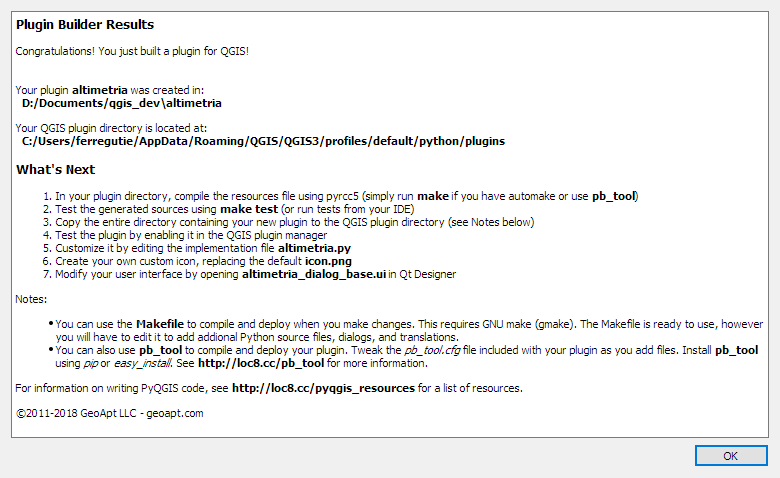 Plugin Builder Results
Congratulations! You just built a plugin for QGIS!
Your plugin altimetria was created in:
D:/Documents/qgis_dev\altimetria
Your QGIS plugin directory is located at:
C:/Users/ferregutie/AppData/Roaming/QGIS/QGIS3/profiles/default/python/plugins
What's Next
1. In your plugin directory, compile the resources file using pyrcc5 (simply run make if you have automake or use pb_tool)
2. Test the generated sources using make test (or run tests from your IDE)
3. Copy the entire directory containing your new plugin to the QGIS plugin directory (see Notes below)
4. Test the plugin by enabling it in the QGIS plugin manager
5. Customize it by editing the implementation file altimetria.py
6. Create your own custom icon, replacing the default icon.png
7. Modify your user interface by opening altimetria_dialog_base.ui in Qt Designer
Notes:
• You can use the Makefile to compile and deploy when you make changes. This requires GNU make (gmake). The Makefile is ready to use, however
you will have to edit it to add addional Python source files, dialogs, and translations.
• You can also use pb_tool to compile and deploy your plugin. Tweak the pb_tool.cfg file included with your plugin as you add files. Install pb_tool
using pip or easy_install. See http://loc8.cc/pb_tool for more information.
For information on writing PyQGIS code, see http://loc8.cc/pyqgis_resources for a list of resources.
©2011-2018 GeoApt LLC - geoapt.com
OK